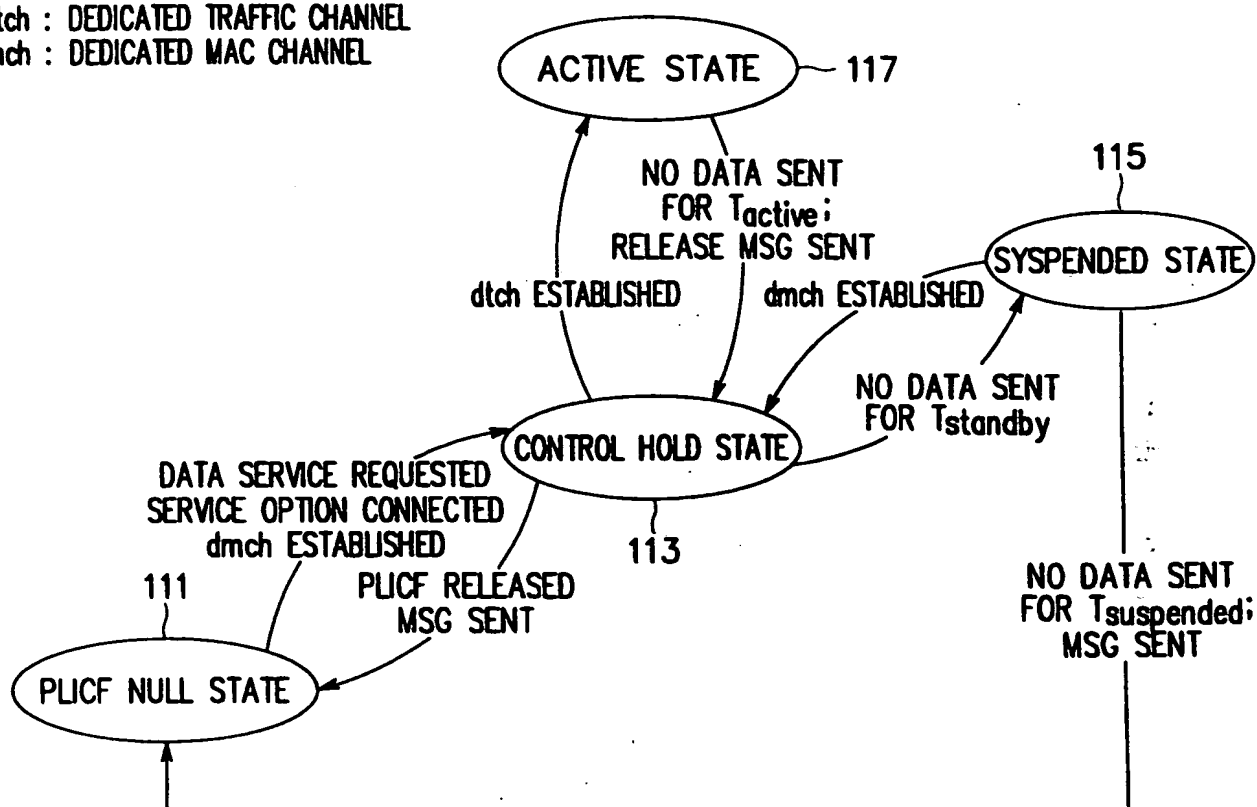 tch : DEDICATED TRAFFIC CHANNEL
ch : DEDICATED MAC CHANNEL
ACTIVE STATE
117
NO DATA SENT
FOR Tactive;
RELEASE MSG SENT
115
SYSPENDED STATE
dtch ESTABLISHED
dmch ESTABLISHED
NO DATA SENT
FOR Tstandby
CONTROL HOLD STATE
113
DATA SERVICE REQUESTED
SERVICE OPTION CONNECTED
dmch ESTABLISHED
PLICF RELEASED
MSG SENT
111
PLICF NULL STATE
NO DATA SENT
FOR Tsuspended;
MSG SENT